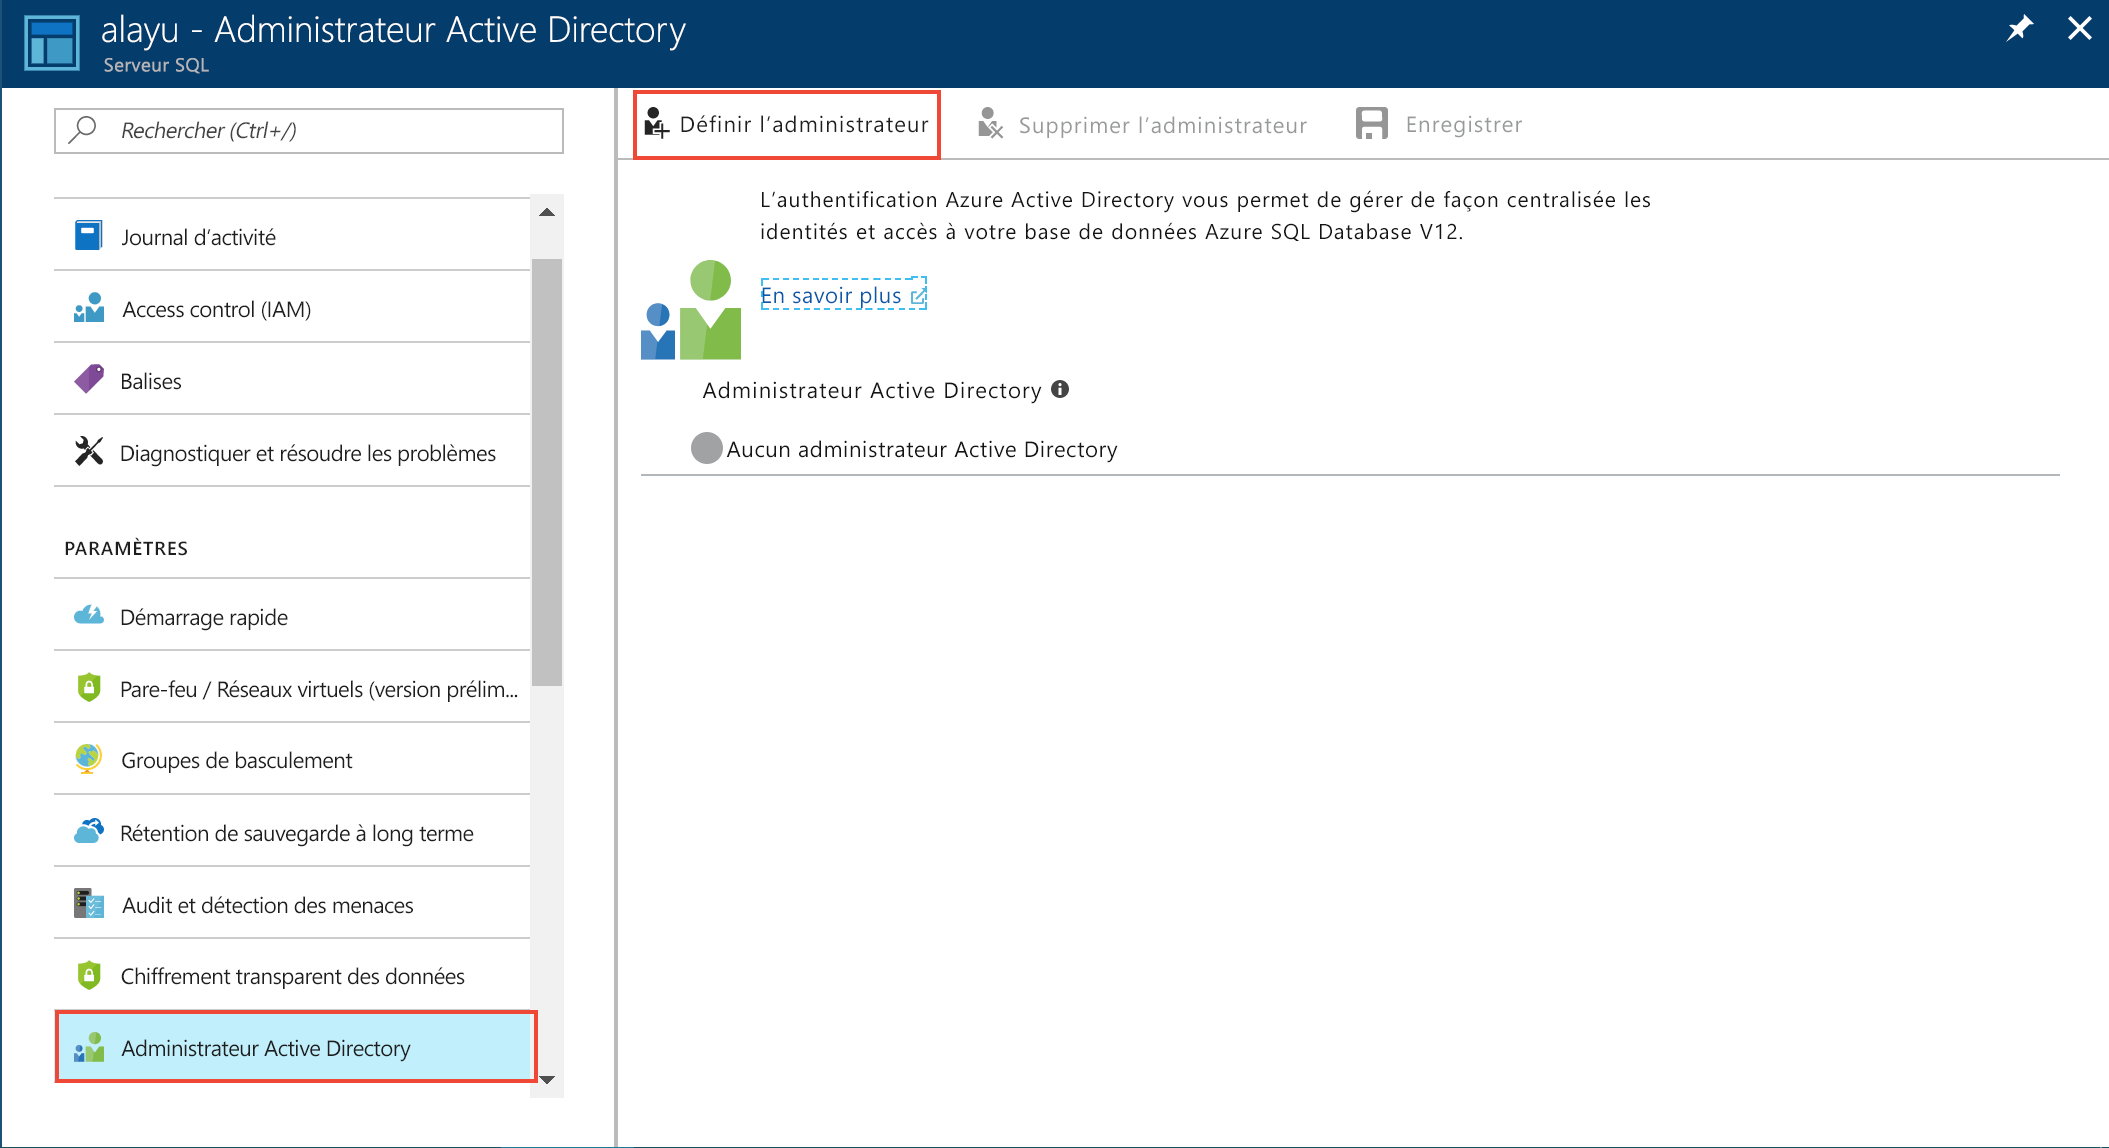 alayu - Administrateur Active Directory
Serveur SQL
Rechercher (Ctrl+/)
Journal d’activité
Access control (IAM)
Balises
Diagnostiquer et résoudre les problèmes
PARAMÈTRES
Démarrage rapide
Pare-feu / Réseaux virtuels (version prélim...
Groupes de basculement
Rétention de sauvegarde à long terme
Audit et détection des menaces
Chiffrement transparent des données
Administrateur Active Directory
Définir l’administrateur
Supprimer l’administrateur
Enregistrer
L’authentification Azure Active Directory vous permet de gérer de façon centralisée les
identités et accès à votre base de données Azure SQL Database V12.
En savoir plus
Administrateur Active Directory
Aucun administrateur Active Directory